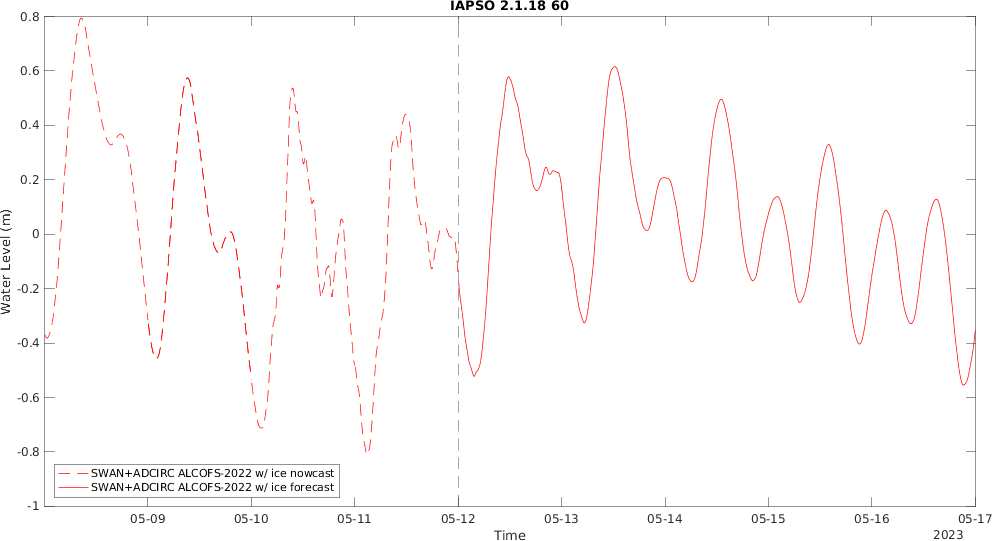 IAPSO 2.1.18 60
0.8
0.6
0.4
0.2
0
-0.2
-0.4
-0.6
-0.8
-1
Water Level (m)
SWAN+ADCIRC ALCOFS-2022 w/ ice nowcast
SWAN+ADCIRC ALCOFS-2022 w/ ice forecast
05-09 05-10 05-11 05-12 05-13 05-14 05-15 05-16 05-17
Time
2023